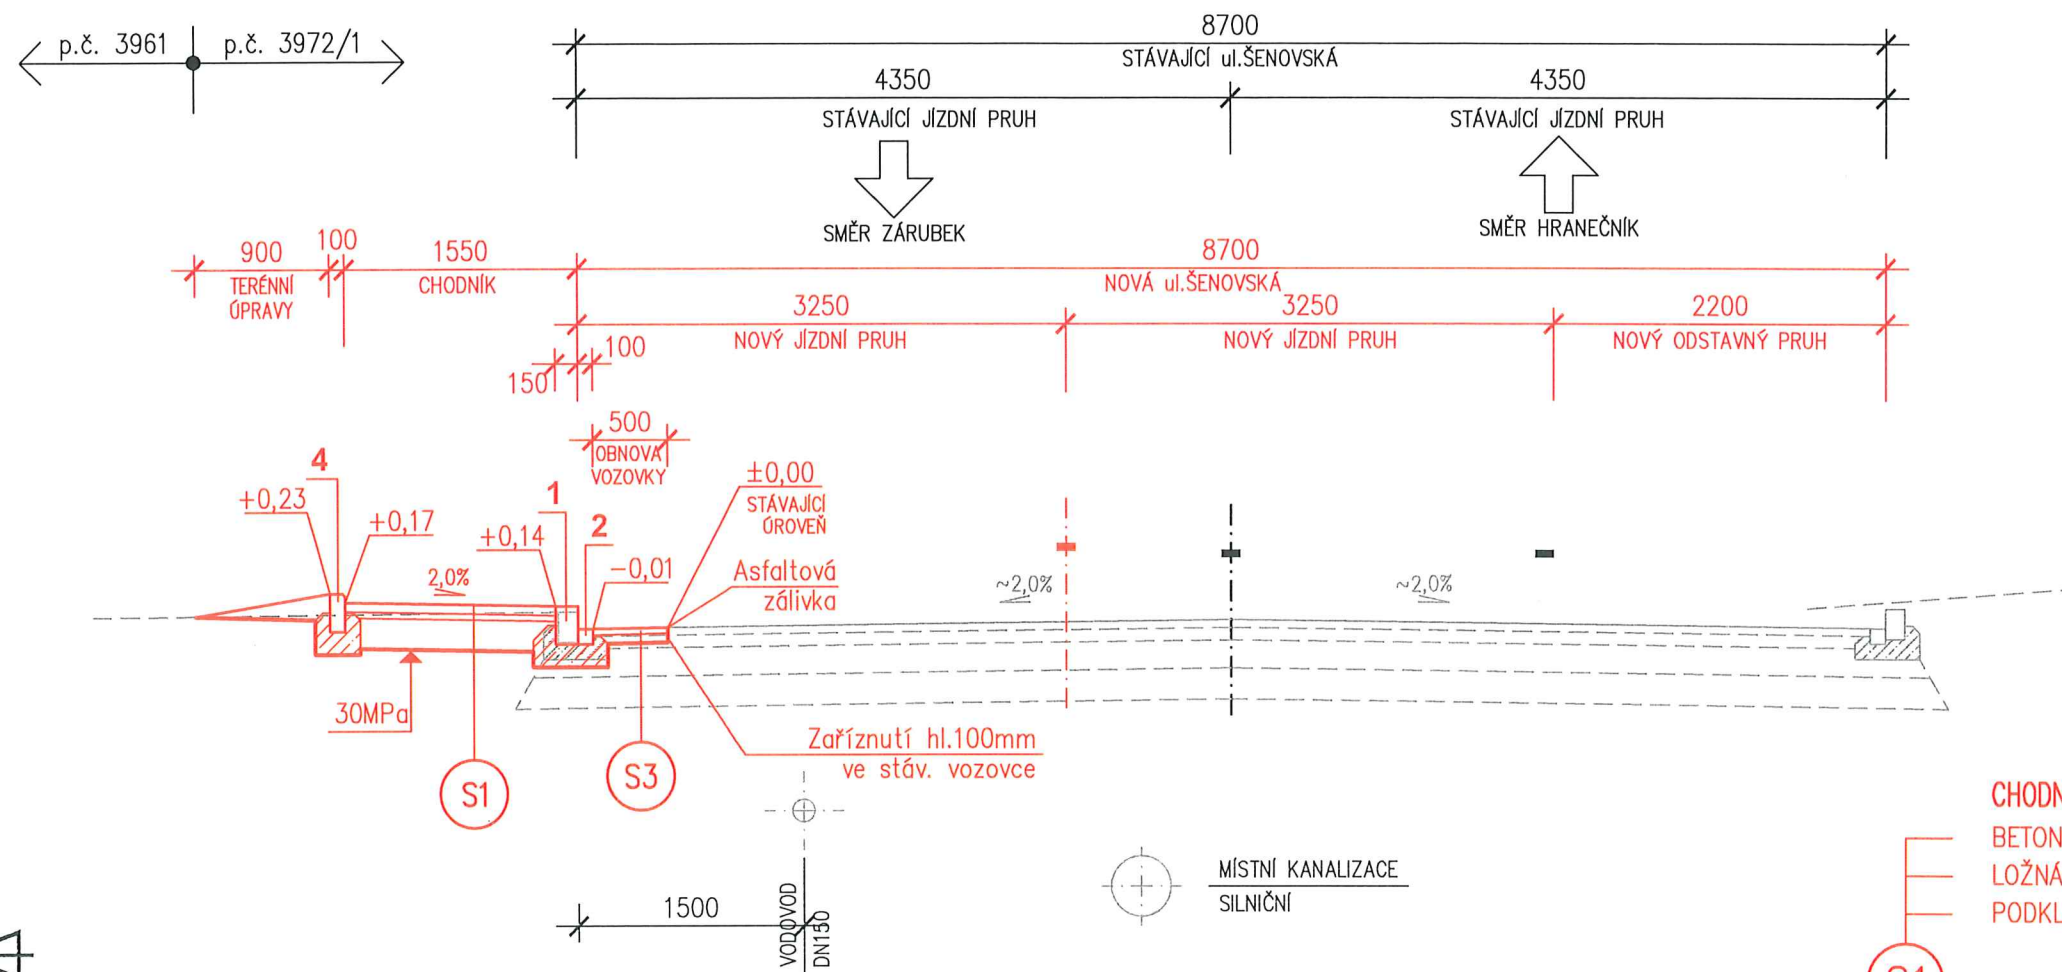 p.č. 3961
p.č. 3972/1
8700
STÁVAJÍCÍ ul.ŠENOVSKÁ
4350
4350
STÁVAJÍCÍ JÍZDNÍ PRUH
STÁVAJÍCÍ JÍZDNÍ PRUH
SMĚR ZÁRUBEK
SMĚR HRANEČNÍK
900
100
1550
8700
TERÉNNÍ
ÚPRAVY
CHODNÍK
NOVÁ ul.ŠENOVSKÁ
3250
3250
2200
NOVÝ JÍZDNÍ PRUH
NOVÝ JÍZDNÍ PRUH
NOVÝ ODSTAVNÝ PRUH
100
150
500
OBNOVA
VOZOVKY
4
+0,23
+0,17
1
+0,14
2
-0,01
±0,00
STÁVAJÍCÍ
ÚROVEŇ
Asfaltová
zálivka
2,0%
~2,0%
~2,0%
30MPa
S1
S3
Zaříznutí hl.100mm
ve stáv. vozovce
MÍSTNÍ KANALIZACE
SILNIČNÍ
1500
VODOVOD
DN150
CHODN
BETON
LOŽNÁ
PODKL